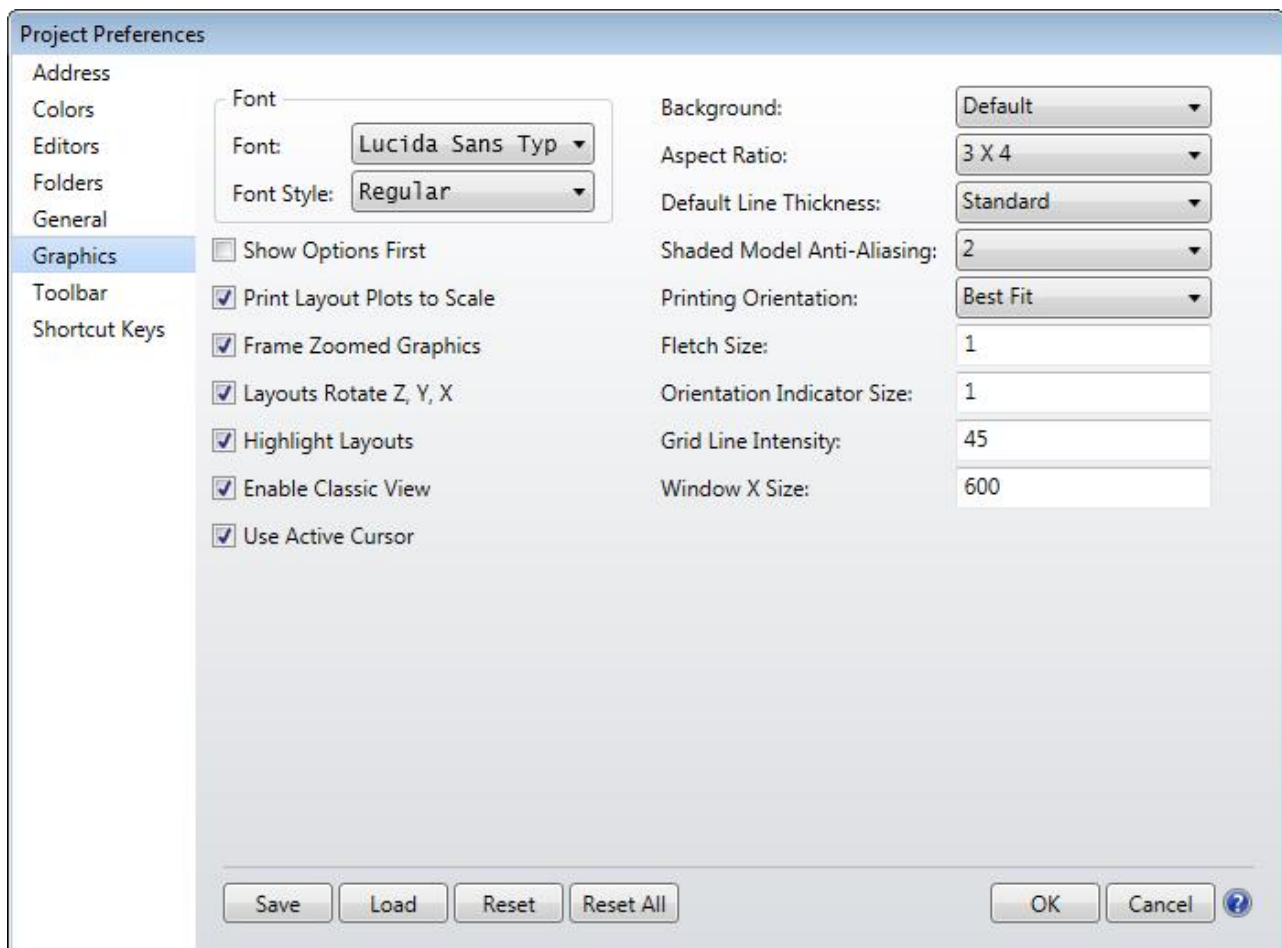 Project Preferences
Address
Colors
Editors
Folders
General
Graphics
Toolbar
Shortcut Keys
Font
Font: Lucida Sans Typ
Font Style: Regular
Show Options First
Print Layout Plots to Scale
Frame Zoomed Graphics
Layouts Rotate Z, Y, X
Highlight Layouts
Enable Classic View
Use Active Cursor
Background: Default
Aspect Ratio: 3 X 4
Default Line Thickness: Standard
Shaded Model Anti-Aliasing: 2
Printing Orientation: Best Fit
Fletch Size: 1
Orientation Indicator Size: 1
Grid Line Intensity: 45
Window X Size: 600
Save Load Reset Reset All OK Cancel ?